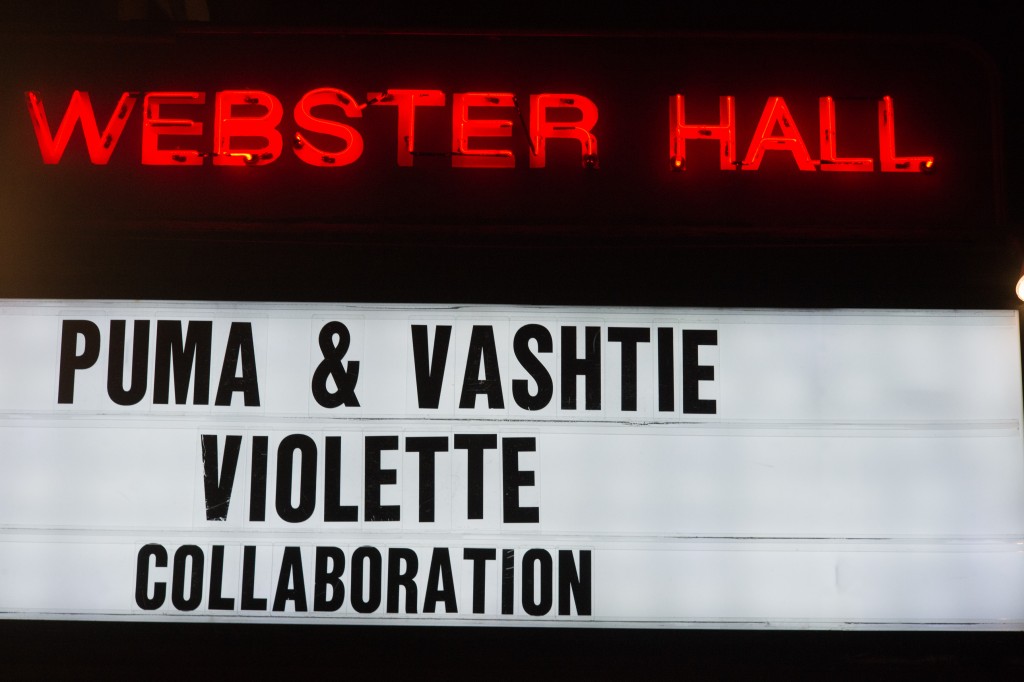 WEBSTER HALL
PUMA & VASHTIE
VIOLETTE
COLLABORATION